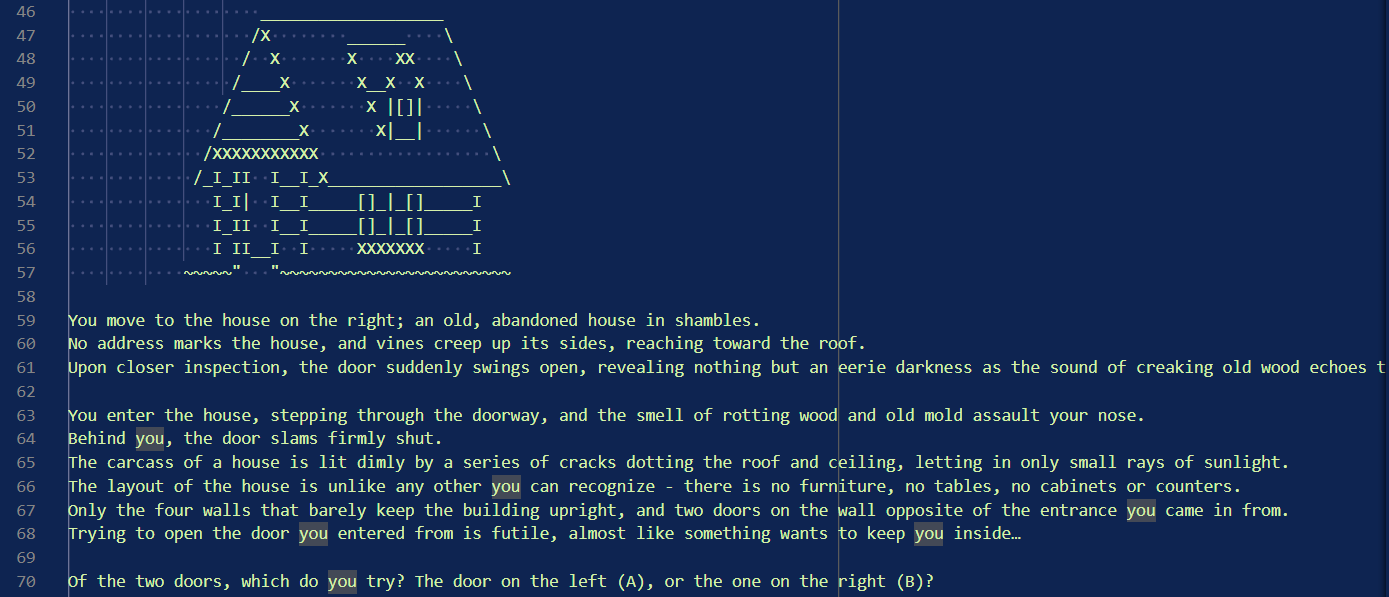 46 ___________________
47 /X ______ \
48 / X X XX \
49 /____X X__X X \
50 /______X X |[]| \
51 /________X X|__| \
52 /XXXXXXXXXXX \
53 /_I_II I__I_X__________________\
54 I_I| I__I_____[]_|_[]_____I
55 I_II I__I_____[]_|_[]_____I
56 I II__I I XXXXXXX I
57 ~~~~~" "~~~~~~~~~~~~~~~~~~~~~~~~
58
59 You move to the house on the right; an old, abandoned house in shambles.
60 No address marks the house, and vines creep up its sides, reaching toward the roof.
61 Upon closer inspection, the door suddenly swings open, revealing nothing but an eerie darkness as the sound of creaking old wood echoes t
62
63 You enter the house, stepping through the doorway, and the smell of rotting wood and old mold assault your nose.
64 Behind you, the door slams firmly shut.
65 The carcass of a house is lit dimly by a series of cracks dotting the roof and ceiling, letting in only small rays of sunlight.
66 The layout of the house is unlike any other you can recognize - there is no furniture, no tables, no cabinets or counters.
67 Only the four walls that barely keep the building upright, and two doors on the wall opposite of the entrance you came in from.
68 Trying to open the door you entered from is futile, almost like something wants to keep you inside…
69
70 Of the two doors, which do you try? The door on the left (A), or the one on the right (B)?